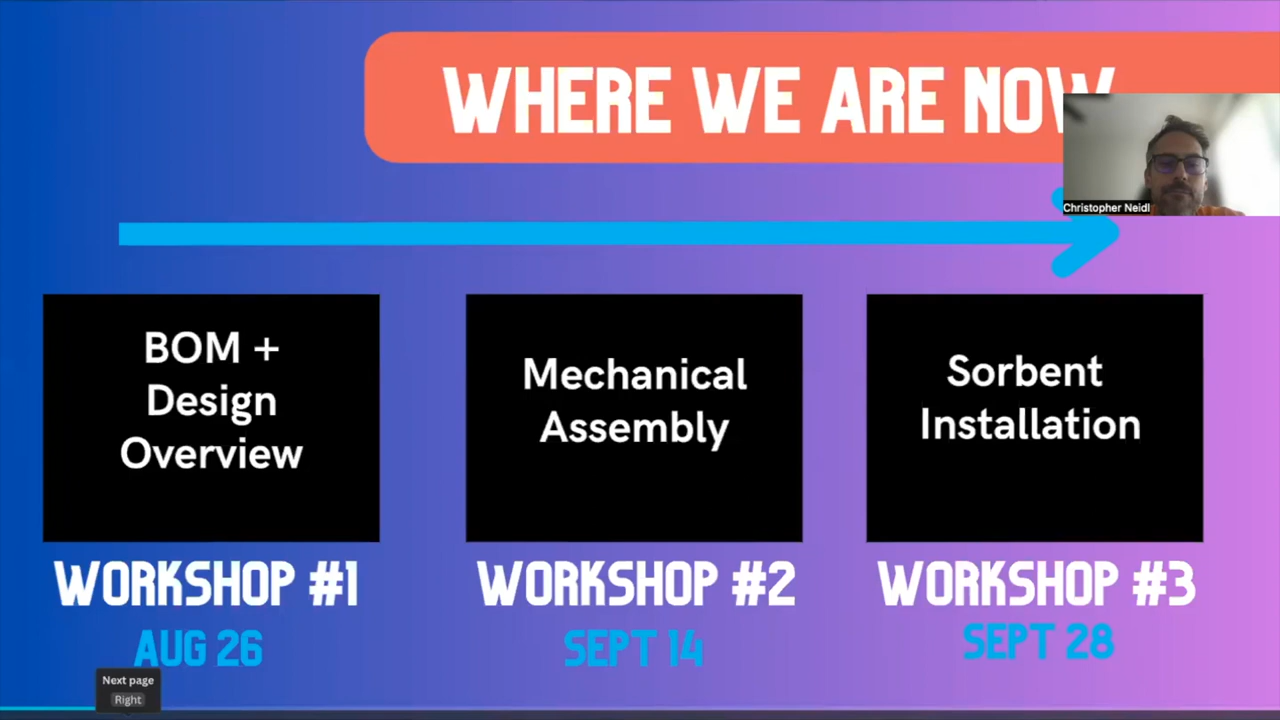 WHERE WE ARE NOW
Christopher Neidl
BOM +
Design
Overview
Mechanical
Assembly
Sorbent
Installation
WORKSHOP #1
WORKSHOP #2
WORKSHOP #3
AUG 26
SEPT 14
SEPT 28
Next page
Right